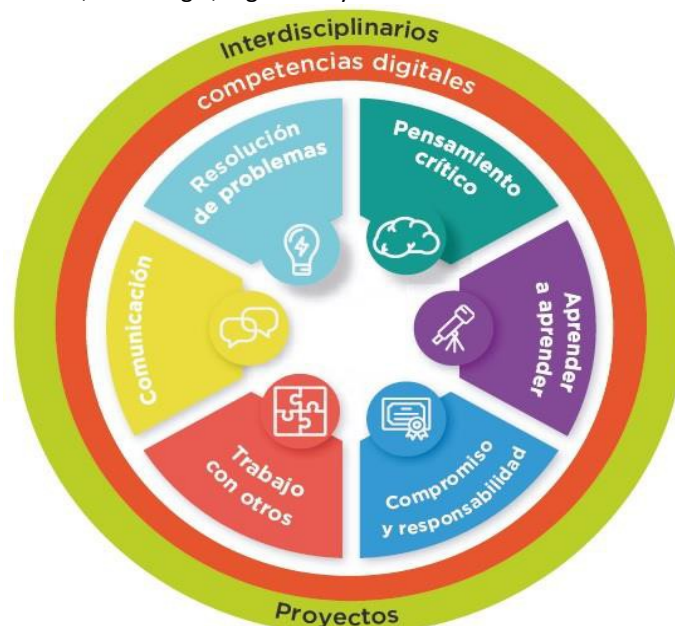 Interdisciplinarios
competencias digitales
Resolución
de problemas
Pensamiento
crítico
Comunicación
Aprender
a aprender
Trabajo
con otros
Compromiso
y responsabilidad
Proyectos